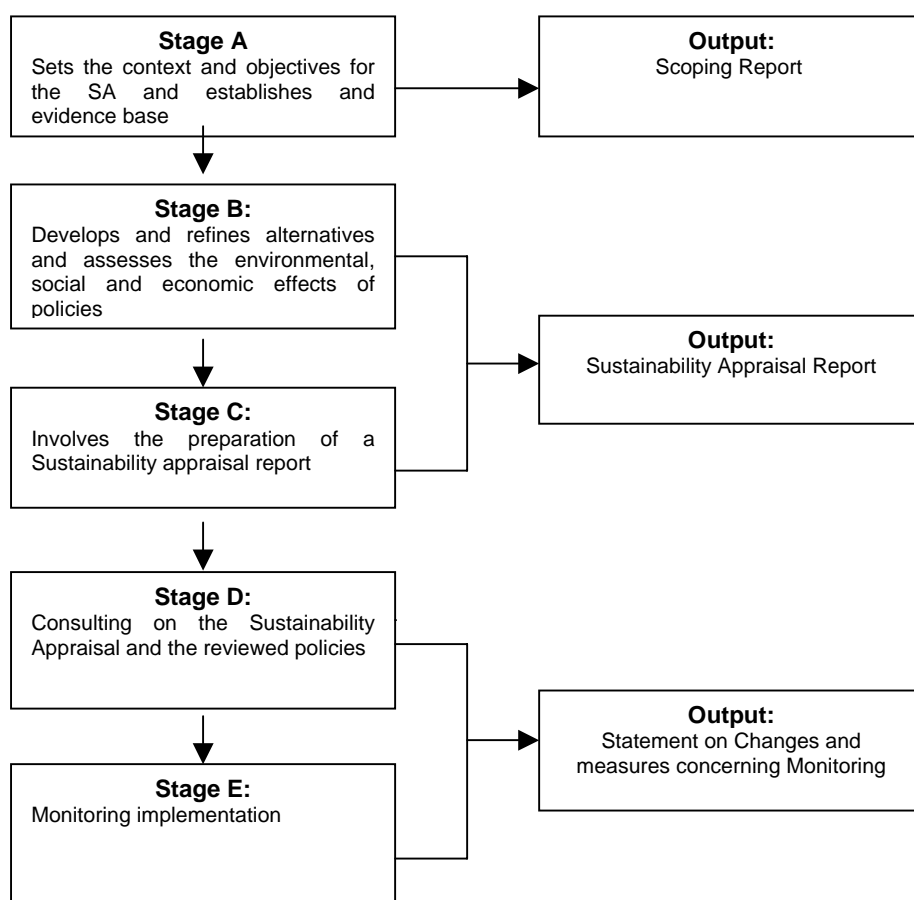 Stage A
Sets the context and objectives for
the SA and establishes and
evidence base
Output:
Scoping Report
Stage B:
Develops and refines alternatives
and assesses the environmental,
social and economic effects of
policies
Output:
Sustainability Appraisal Report
Stage C:
Involves the preparation of a
Sustainability appraisal report
Stage D:
Consulting on the Sustainability
Appraisal and the reviewed policies
Output:
Statement on Changes and
measures concerning Monitoring
Stage E:
Monitoring implementation